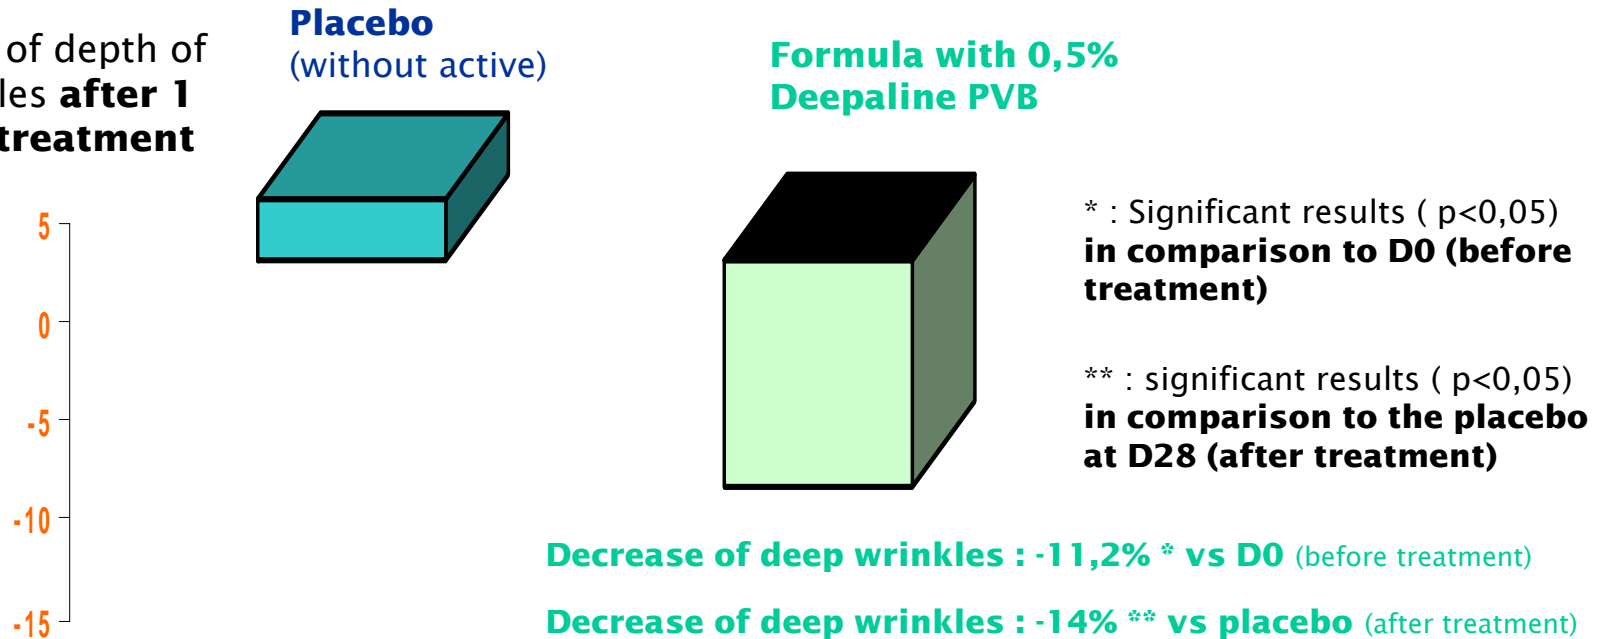 of depth of
les after 1
treatment
Placebo
(without active)
Formula with 0,5%
Deepaline PVB
5
0
-5
-10
-15
* : Significant results ( p<0,05)
in comparison to D0 (before
treatment)
** : significant results ( p<0,05)
in comparison to the placebo
at D28 (after treatment)
Decrease of deep wrinkles : -11,2% * vs D0 (before treatment)
Decrease of deep wrinkles : -14% ** vs placebo (after treatment)